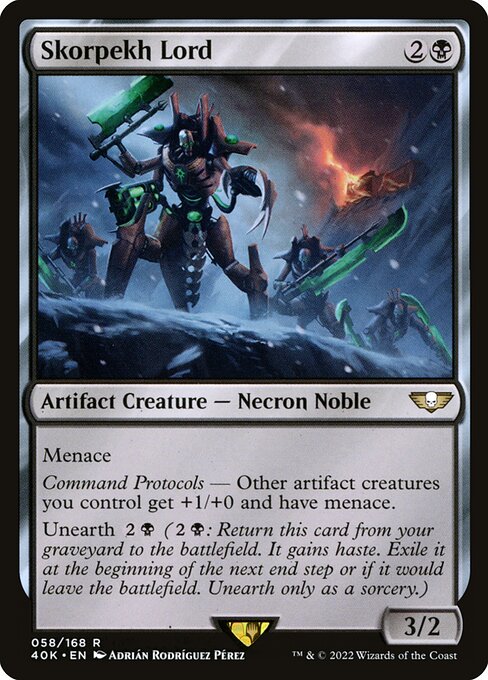 Skorpekh Lord 2
Artifact Creature — Necron Noble
Menace
Command Protocols — Other artifact creatures
you control get +1/+0 and have menace.
Unearth 2 ( 2 : Return this card from your
graveyard to the battlefield. It gains haste. Exile it
at the beginning of the next end step or if it would
leave the battlefield. Unearth only as a sorcery.)
3/2
058/168 R
40K • EN ADRIÁN RODRÍGUEZ PÉREZ
™ & © 2022 Wizards of the Coast